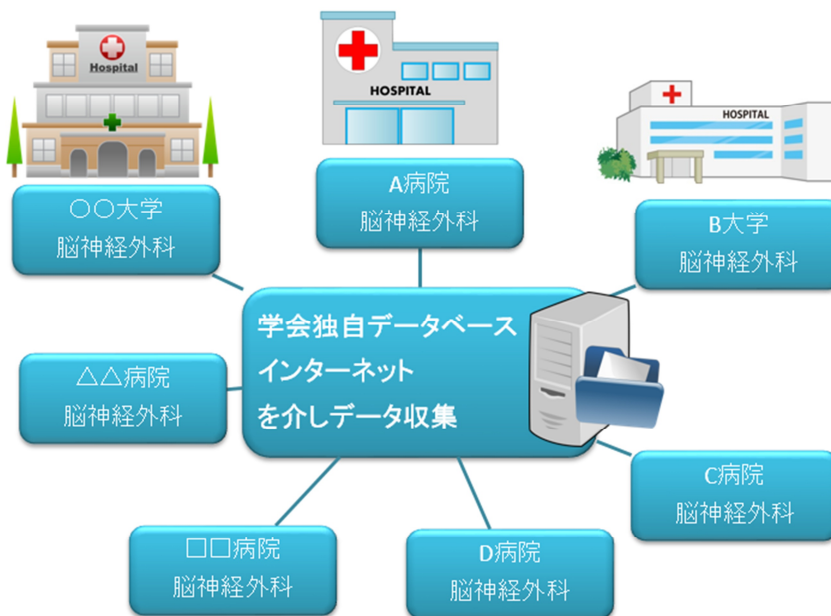 Hospital
HOSPITAL
HOSPITAL
○○大学
脳神経外科
A病院
脳神経外科
B大学
脳神経外科
学会独自データベース
インターネット
を介しデータ収集
△△病院
脳神経外科
C病院
脳神経外科
□□病院
脳神経外科
D病院
脳神経外科